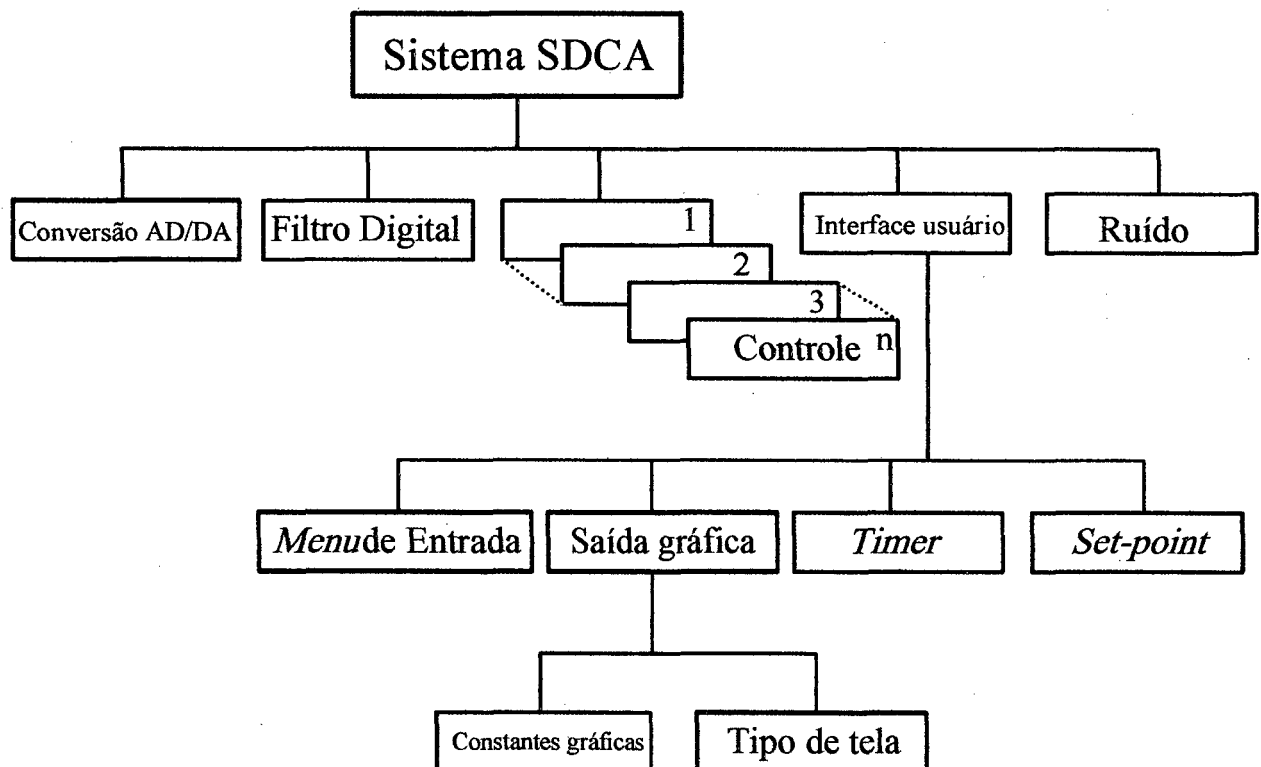 Sistema SDCA
Conversão AD/DA
Filtro Digital
1
2
3
n
Controle
Interface usuário
Ruído
Menude Entrada
Saída gráfica
Timer
Set-point
Constantes gráficas
Tipo de tela